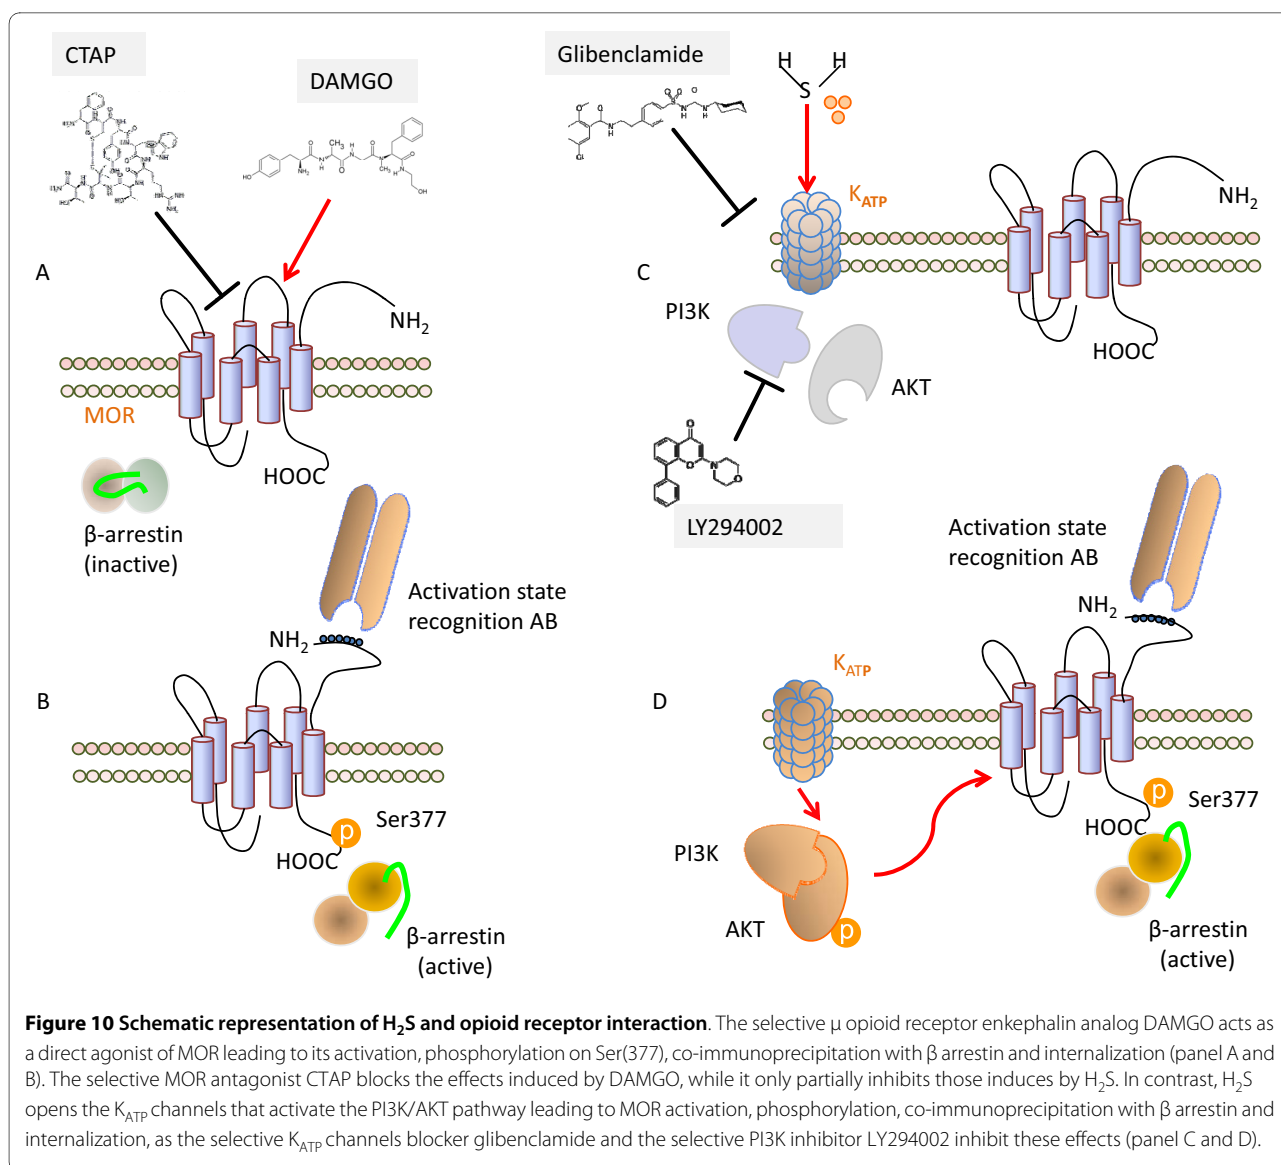 CTAP
DAMGO
A
NH2
MOR
HOOC
β-arrestin
(inactive)
Glibenclamide
H H
S
KATP
NH2
C
PI3K
HOOC
AKT
LY294002
Activation state
recognition AB
NH2
B
Ser377
p
HOOC
β-arrestin
(active)
Activation state
recognition AB
NH2
KATP
D
p
Ser377
HOOC
PI3K
AKT
p
β-arrestin
(active)
Figure 10 Schematic representation of H2S and opioid receptor interaction. The selective μ opioid receptor enkephalin analog DAMGO acts as
a direct agonist of MOR leading to its activation, phosphorylation on Ser(377), co-immunoprecipitation with β arrestin and internalization (panel A and
B). The selective MOR antagonist CTAP blocks the effects induced by DAMGO, while it only partially inhibits those induces by H2S. In contrast, H2S
opens the KATP channels that activate the PI3K/AKT pathway leading to MOR activation, phosphorylation, co-immunoprecipitation with β arrestin and
internalization, as the selective KATP channels blocker glibenclamide and the selective PI3K inhibitor LY294002 inhibit these effects (panel C and D).